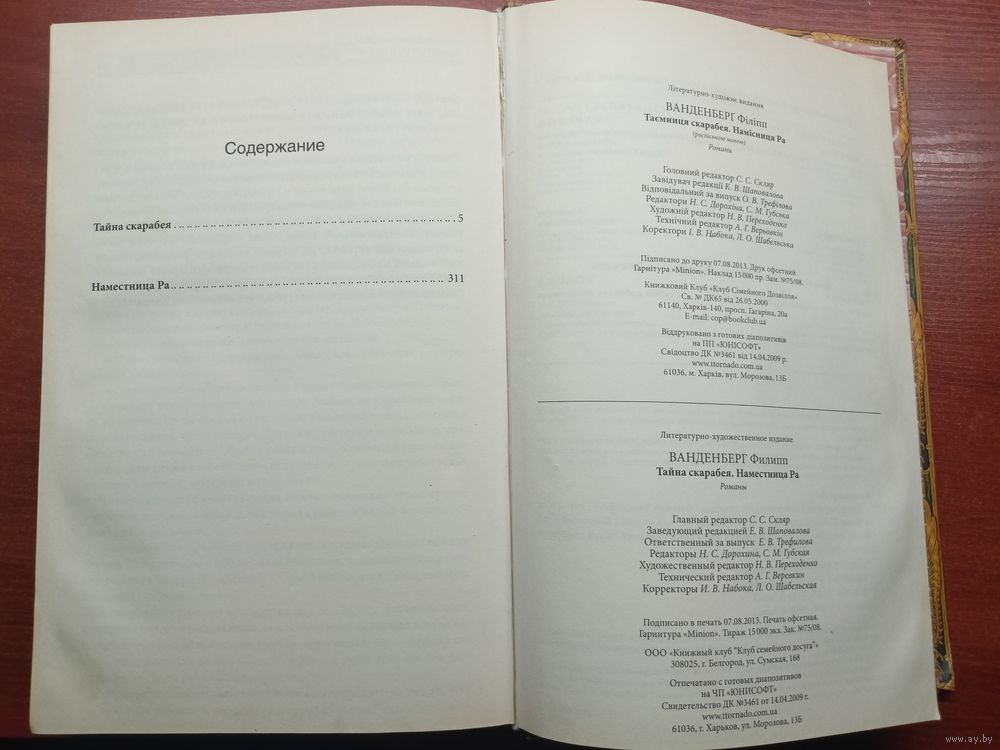 Содержание
Тайна скарабея 5
Наместница Ра 311
Літературно-художнє видання
ВАНДЕНБЕРҐ Філіпп
Таємниця скарабея. Намісниця Ра
(російською мовою)
Романи
Головний редактор С. С. Скляр
Завідувач редакції К. В. Шаповалова
Відповідальний за випуск О. В. Трефілова
Редактори Н. С. Дорохіна, С. М. Губська
Художній редактор Н. В. Переходенко
Технічний редактор А. Г. Верьовкін
Коректори І. В. Набока, Л. О. Шабельська
Підписано до друку 07.08.2013. Друк офсетний.
Гарнітура «Minion». Наклад 15 000 пр. Зам. №75/08.
Книжковий Клуб «Клуб Сімейного Дозвілля»
Св. № ДК65 від 26.05.2000
61140, Харків-140, просп. Гагаріна, 20а
E-mail: cop@bookclub.ua
Віддруковано з готових діапозитивів
на ПП «ЮНІСОФТ»
Свідоцтво ДК №3461 від 14.04.2009 р.
www.ttornado.com.ua
61036, м. Харків, вул. Морозова, 13Б
Литературно-художественное издание
ВАНДЕНБЕРГ Филипп
Тайна скарабея. Наместница Ра
Романы
Главный редактор С. С. Скляр
Заведующий редакцией Е. В. Шаповалова
Ответственный за выпуск Е. В. Трефилова
Редакторы Н. С. Дорохина, С. М. Губская
Художественный редактор Н. В. Переходенко
Технический редактор А. Г. Веревкин
Корректоры И. В. Набока, Л. О. Шабельская
Подписано в печать 07.08.2013. Печать офсетная.
Гарнитура «Minion». Тираж 15 000 экз. Зак. №75/08.
ООО «Книжный клуб "Клуб семейного досуга"»
308025, г. Белгород, ул. Сумская, 168
Отпечатано с готовых диапозитивов
на ЧП «ЮНИСОФТ»
Свидетельство ДК №3461 от 14.04.2009 г.
www.ttornado.com.ua
61036, г. Харьков, ул. Морозова, 13Б
www.ay.by